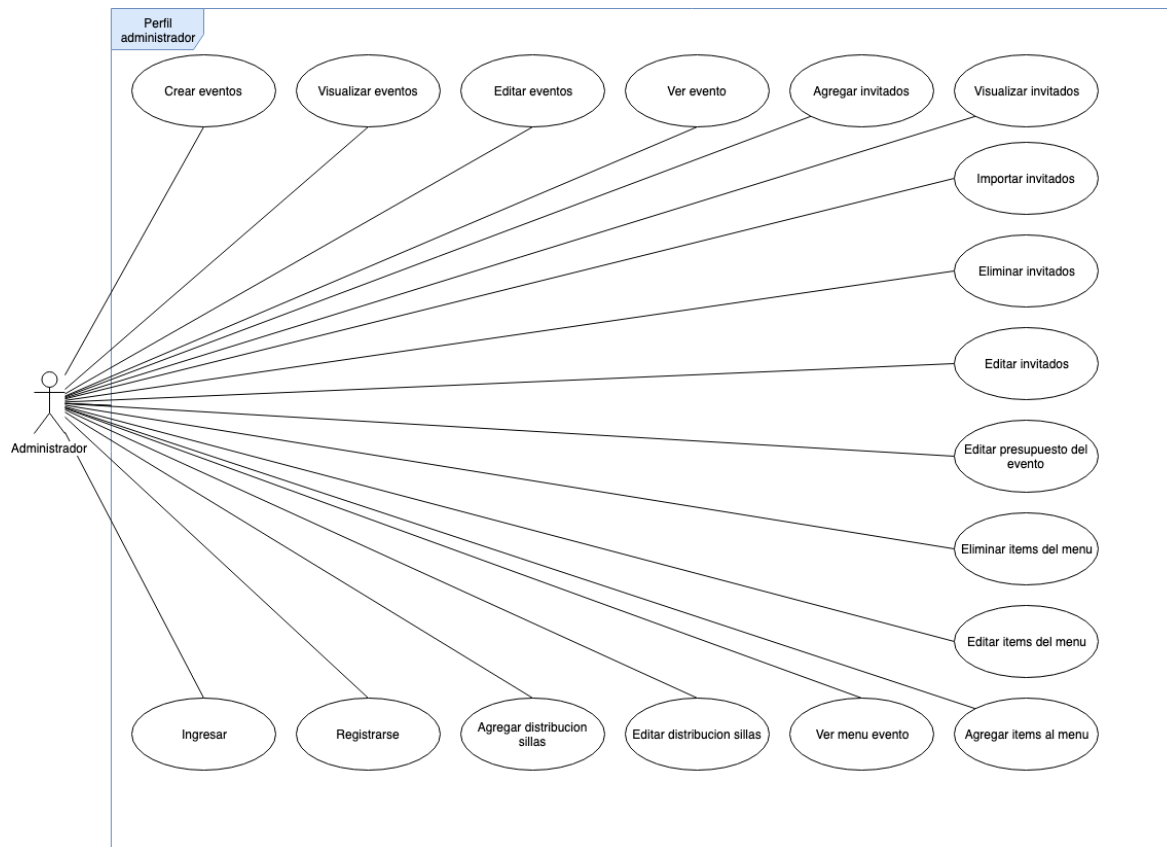 Perfil
administrador
Crear eventos
Visualizar eventos
Editar eventos
Ver evento
Agregar invitados
Visualizar invitados
Importar invitados
Eliminar invitados
Editar invitados
Administrador
Editar presupuesto del
evento
Eliminar items del menu
Editar items del menu
Ingresar
Registrarse
Agregar distribucion
sillas
Editar distribucion sillas
Ver menu evento
Agregar items al menu